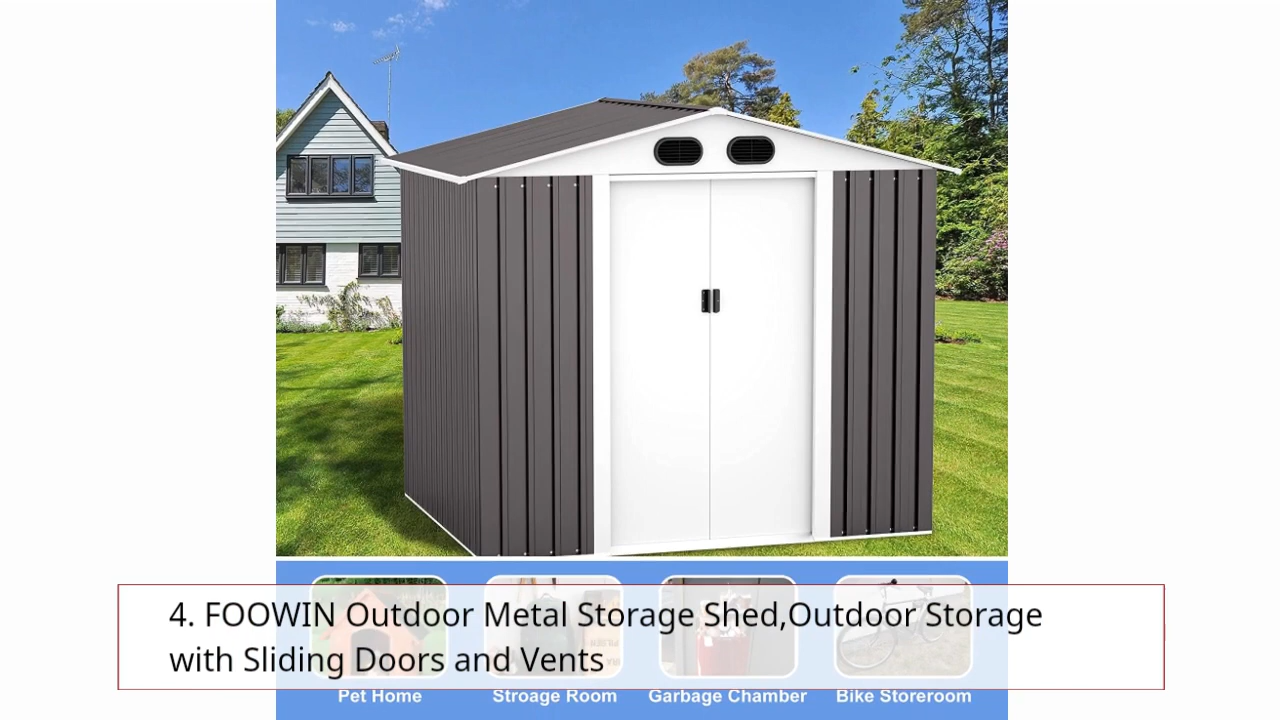 4. FOOWIN Outdoor Metal Storage Shed,Outdoor Storage
with Sliding Doors and Vents
Pet Home Stroage Room Garbage Chamber Bike Storeroom